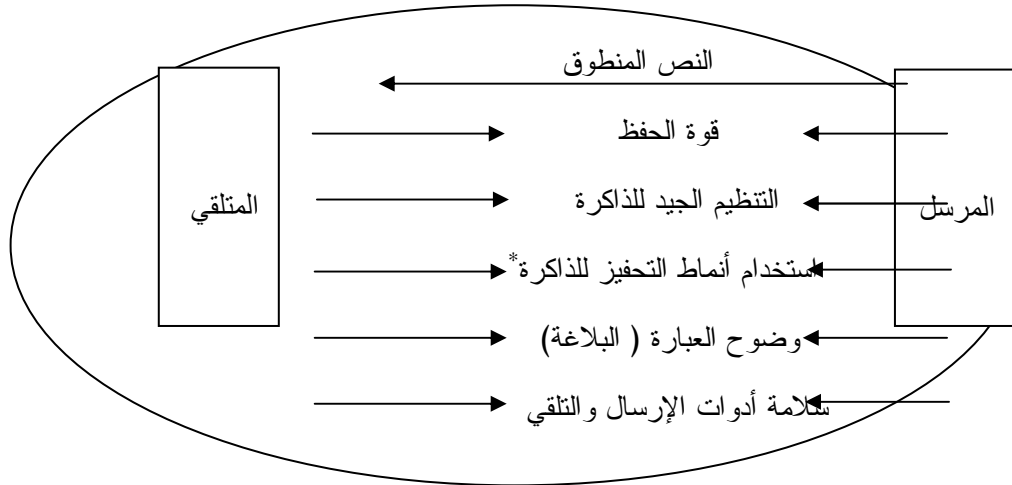 النص المنطوق
قوة الحفظ
المرسل
التنظيم الجيد للذاكرة
المتلقي
استخدام أنماط التحفيز للذاكرة*
وضوح العبارة ( البلاغة)
سلامة أدوات الإرسال والتلقي